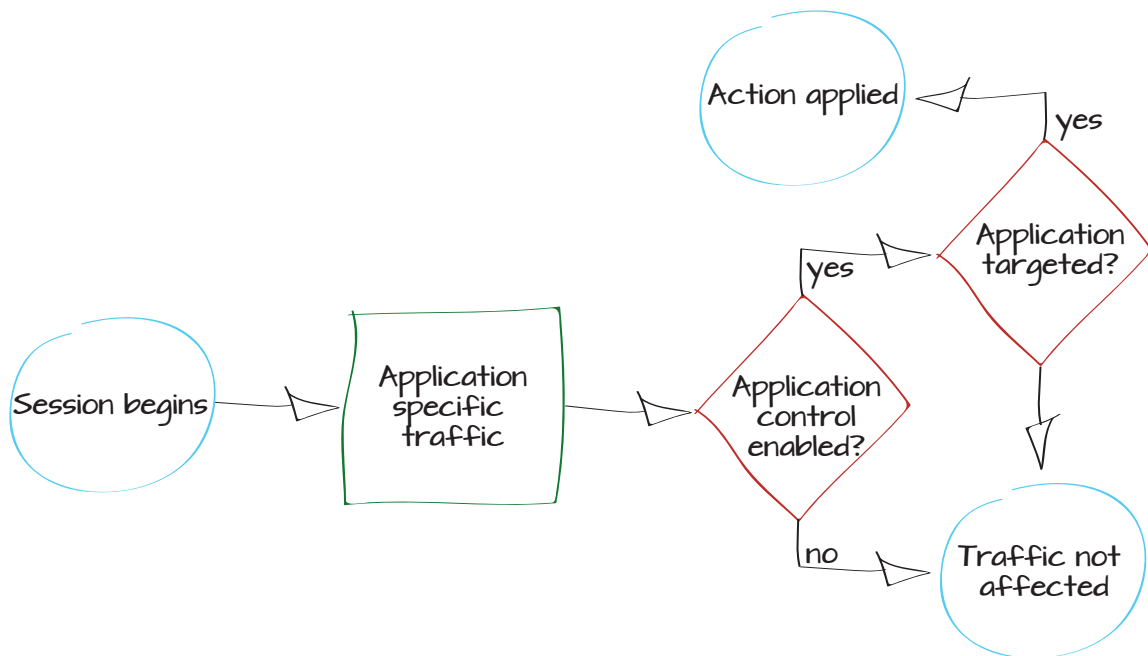 Session begins
Application
specific
traffic
Application
control
enabled?
yes
no
Application
targeted?
yes
Action applied
Traffic not
affected